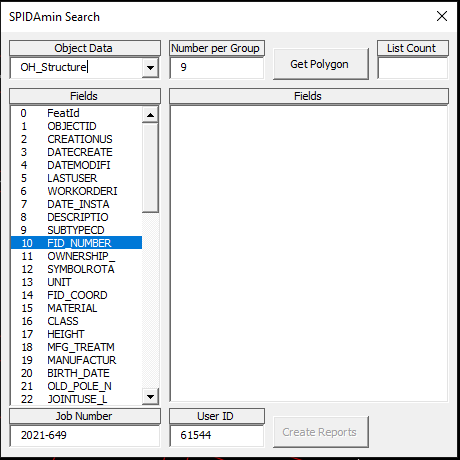 SPIDAmin Search
Object Data Number per Group List Count
OH_Structure 9 Get Polygon
Fields Fields
0 FeatId
1 OBJECTID
2 CREATIONUS
3 DATECREATE
4 DATEMODIFI
5 LASTUSER
6 WORKORDERI
7 DATE_INSTA
8 DESCRIPTIO
9 SUBTYPECD
10 FID_NUMBER
11 OWNERSHIP_
12 SYMBOLROTA
13 UNIT
14 FID_COORD
15 MATERIAL
16 CLASS
17 HEIGHT
18 MFG_TREATM
19 MANUFACTUR
20 BIRTH_DATE
21 OLD_POLE_N
22 JOINTUSE_L
Job Number User ID
2021-649 61544 Create Reports